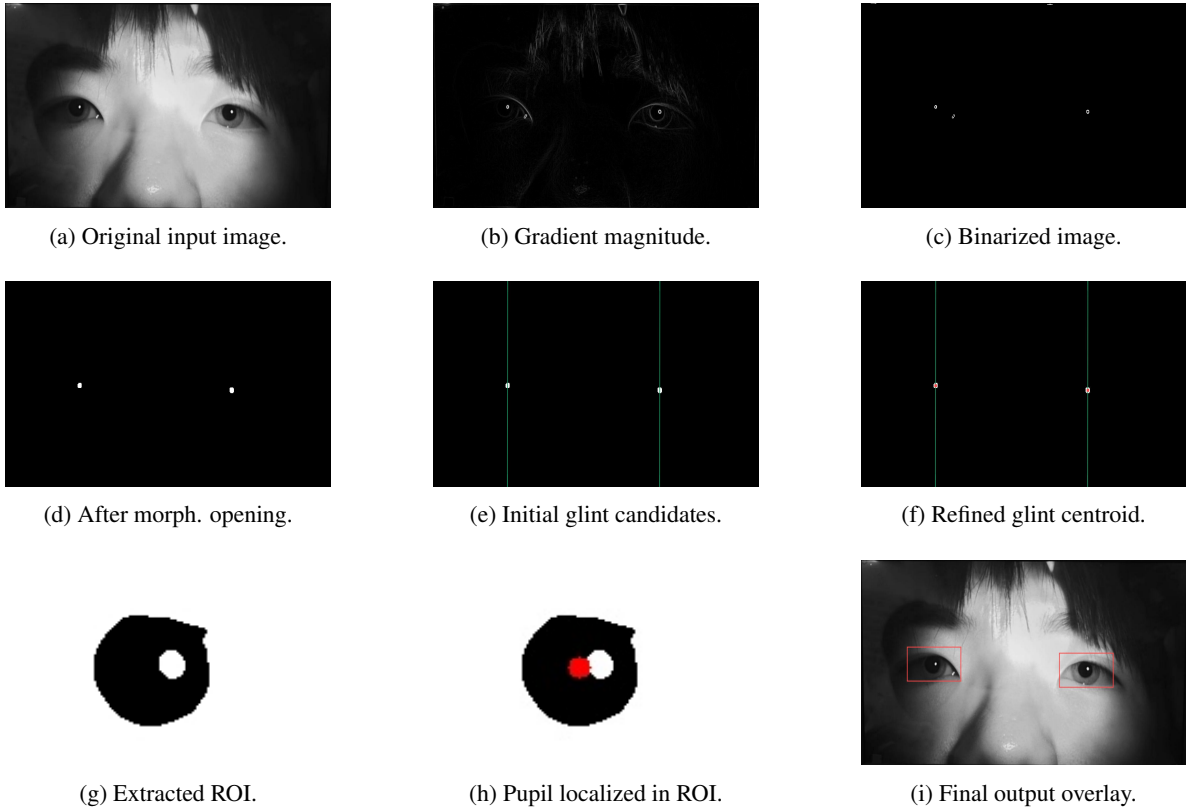 (a) Original input image.
(b) Gradient magnitude.
(c) Binarized image.
(d) After morph. opening.
(e) Initial glint candidates.
(f) Refined glint centroid.
(g) Extracted ROI.
(h) Pupil localized in ROI.
(i) Final output overlay.